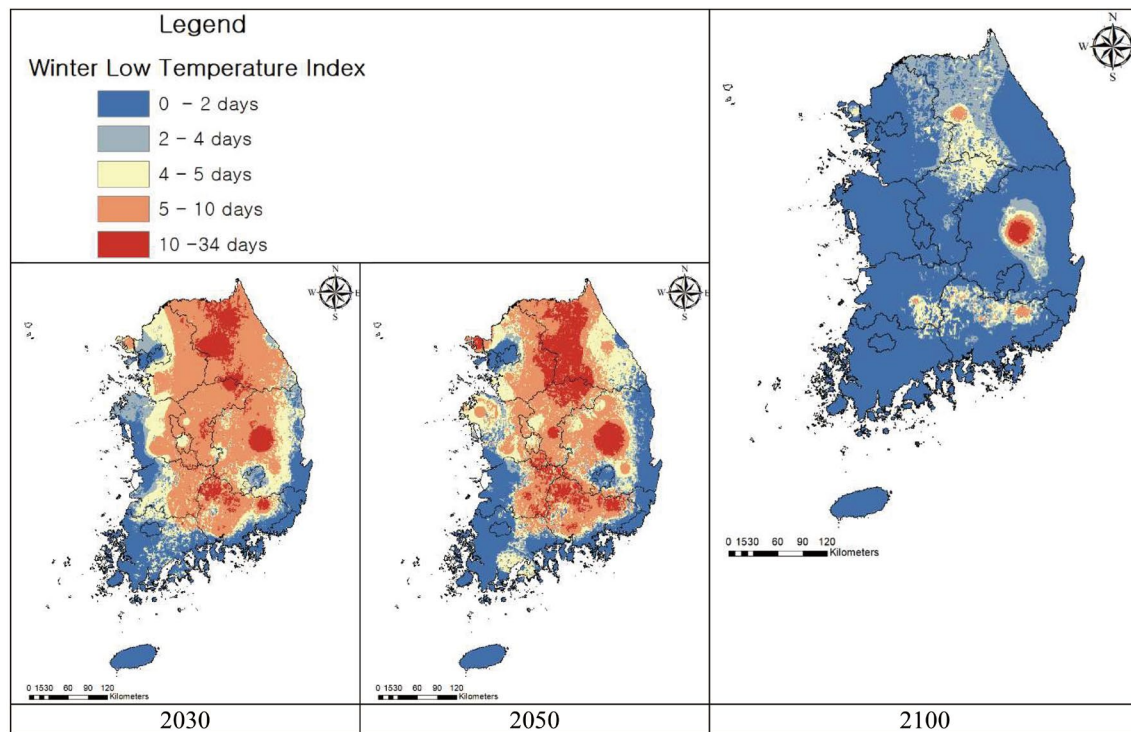 Legend
Winter Low Temperature Index
0 - 2 days
2 - 4 days
4 - 5 days
5 - 10 days
10 -34 days
N
W E
S
0 1530 60 90 120
Kilometers
2030
N
W E
S
0 1530 60 90 120
Kilometers
2050
N
W E
S
0 1530 60 90 120
Kilometers
2100